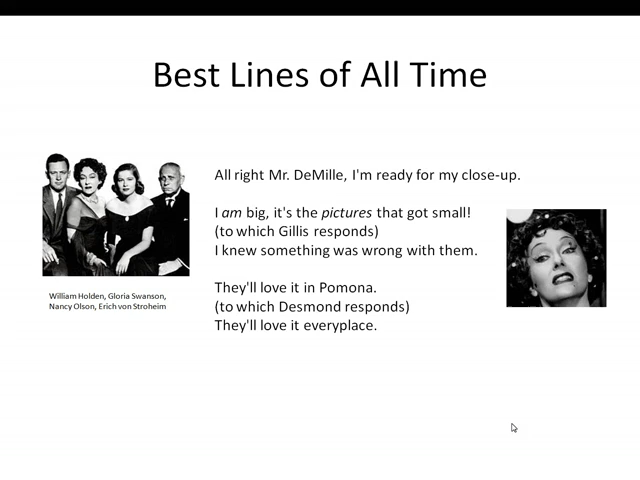 Best Lines of All Time
All right Mr. DeMille, I'm ready for my close-up.
I am big, it's the pictures that got small!
(to which Gillis responds)
I knew something was wrong with them.
They'll love it in Pomona.
(to which Desmond responds)
They'll love it everyplace.
William Holden, Gloria Swanson,
Nancy Olson, Erich von Stroheim